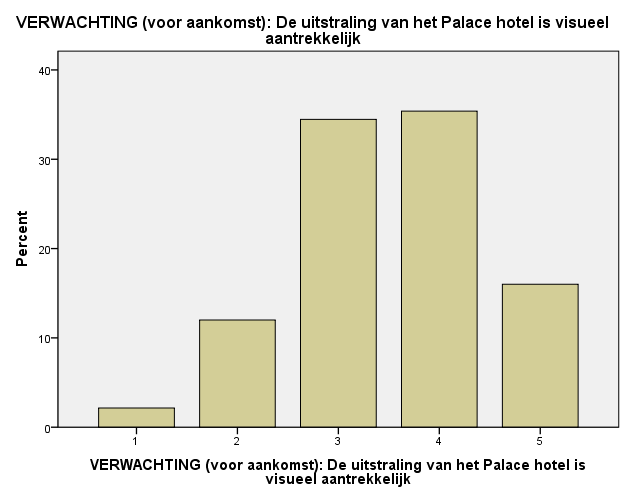 VERWACHTING (voor aankomst): De uitstraling van het Palace hotel is visueel
aantrekkelijk
40
30
20
10
0
Percent
1 2 3 4 5
VERWACHTING (voor aankomst): De uitstraling van het Palace hotel is
visueel aantrekkelijk